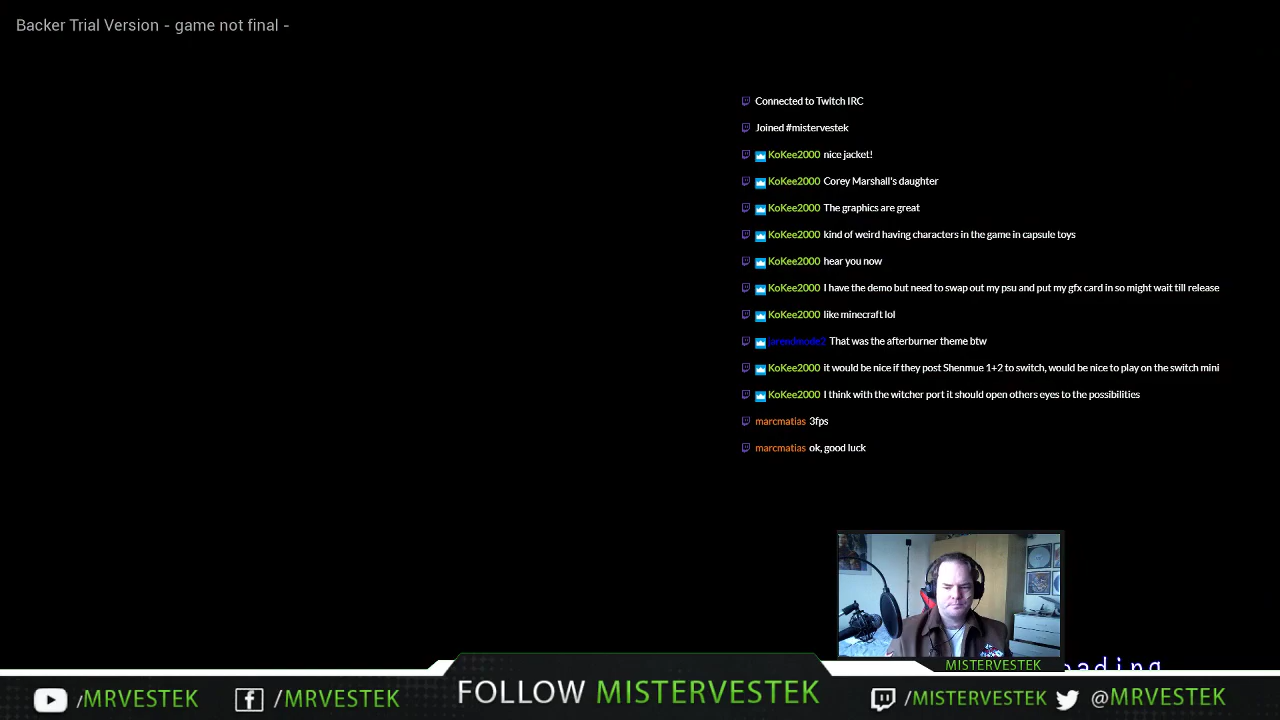 Backer Trial Version - game not final -
Connected to Twitch IRC
Joined #mistervestek
KoKee2000 nice jacket!
KoKee2000 Corey Marshall's daughter
KoKee2000 The graphics are great
KoKee2000 kind of weird having characters in the game in capsule toys
KoKee2000 hear you now
KoKee2000 I have the demo but need to swap out my psu and put my gfx card in so might wait till release
KoKee2000 like minecraft lol
That was the afterburner theme btw
KoKee2000 it would be nice if they post Shenmue 1+2 to switch, would be nice to play on the switch mini
KoKee2000 I think with the witcher port it should open others eyes to the possibilities
marcmatias 3fps
marcmatias ok, good luck
MISTERVESTEK
/MRVESTEK
/MRVESTEK
FOLLOW MISTERVESTEK
/MISTERVESTEK
@MRVESTEK